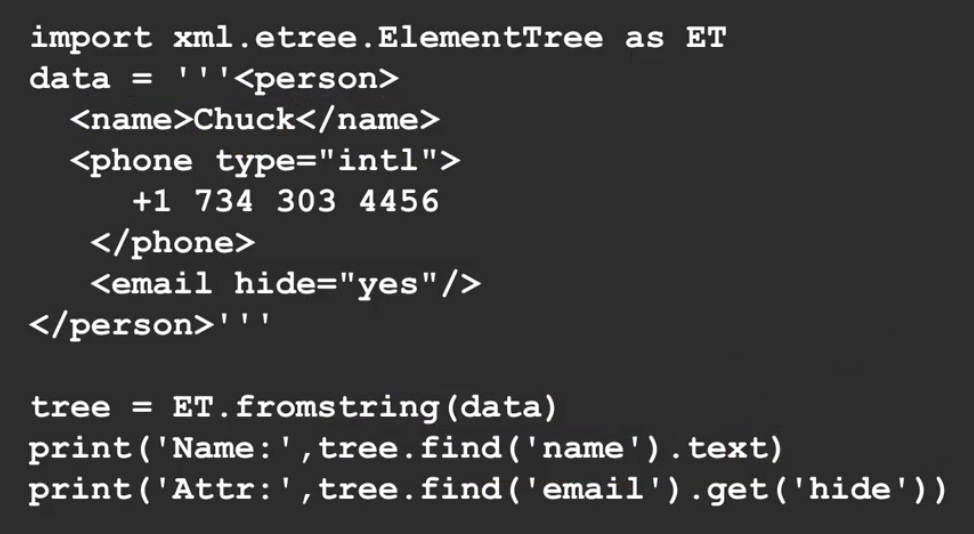 import xml.etree.ElementTree as ET
data = '''<person>
  <name>Chuck</name>
  <phone type="intl">
     +1 734 303 4456
   </phone>
   <email hide="yes"/>
</person>'''

tree = ET.fromstring(data)
print('Name:',tree.find('name').text)
print('Attr:',tree.find('email').get('hide'))